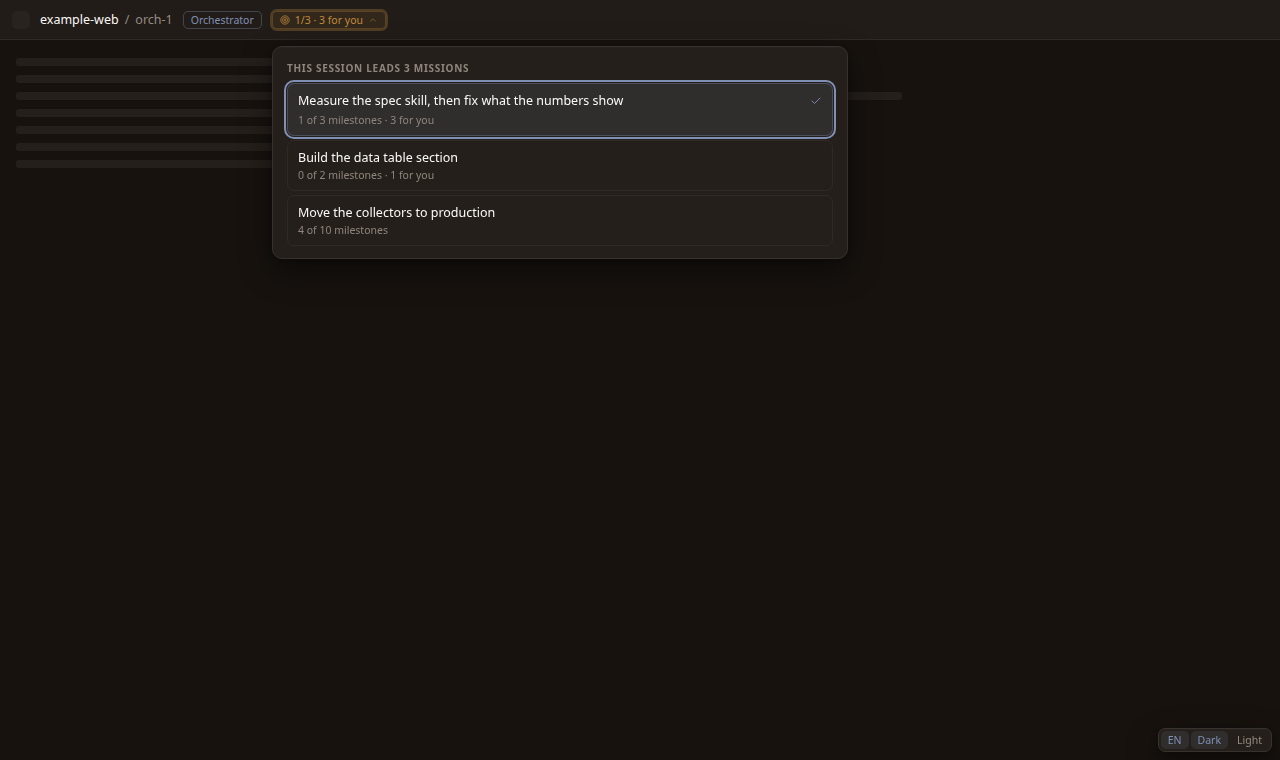 example-web / orch-1 Orchestrator 1/3 · 3 for you
THIS SESSION LEADS 3 MISSIONS
Measure the spec skill, then fix what the numbers show
1 of 3 milestones · 3 for you
Build the data table section
0 of 2 milestones · 1 for you
Move the collectors to production
4 of 10 milestones
EN Dark Light